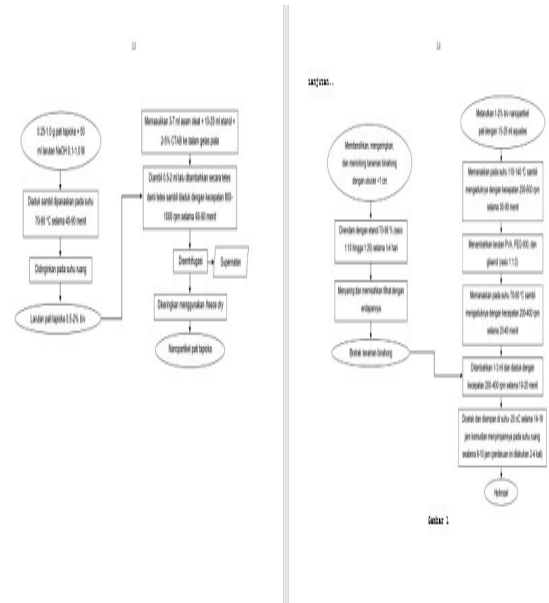 13
0,25-1,0 g pati tapioka + 50
ml larutan NaOH 0,1-1,0 M
Diaduk sambil dipanaskan pada suhu
70-90 °C selama 45-90 menit
Didinginkan pada suhu ruang
Larutan pati tapioka 0,5-2% b/v
Memasukkan 3-7 ml asam oleat + 10-20 ml etanol +
2-5% CTAB ke dalam gelas piala
Diambil 0,5-2 ml lalu ditambahkan secara tetes
demi tetes sambil diaduk dengan kecepatan 800-
1000 rpm selama 60-90 menit
Disentrifugasi
Supernatan
Dikeringkan menggunakan freeze dry
Nanopartikel pati tapioka
14
lanjutan..
Membersihkan, mengeringkan,
dan memotong tanaman binahong
dengan ukuran <1 cm
Direndam dengan etanol 70-96 % (rasio
1:10 hingga 1:20) selama 1-4 hari
Menyaring dan memisahkan filtrat dengan
endapannya
Ekstrak tanaman binahong
Melarutkan 1-2% b/v nanopartikel
pati dengan 15-25 ml aquades
Memanaskan pada suhu 110-140 °C sambil
mengaduknya dengan kecepatan 200-500 rpm
selama 30-90 menit
Menambahkan larutan PVA, PEG-600, dan
gliserol (rasio 1:1:2)
Memanaskan pada suhu 70-90 °C sambil
mengaduknya dengan kecepatan 200-400 rpm
selama 20-40 menit
Ditambahkan 1-3 ml dan diaduk dengan
kecepatan 200-400 rpm selama 10-20 menit
Dicetak dan disimpan di suhu -20 oC selama 14-18
jam kemudian menyimpannya pada suhu ruang
selama 6-10 jam (perlakuan ini dilakukan 2-4 kali)
Hidrogel
Gambar 1